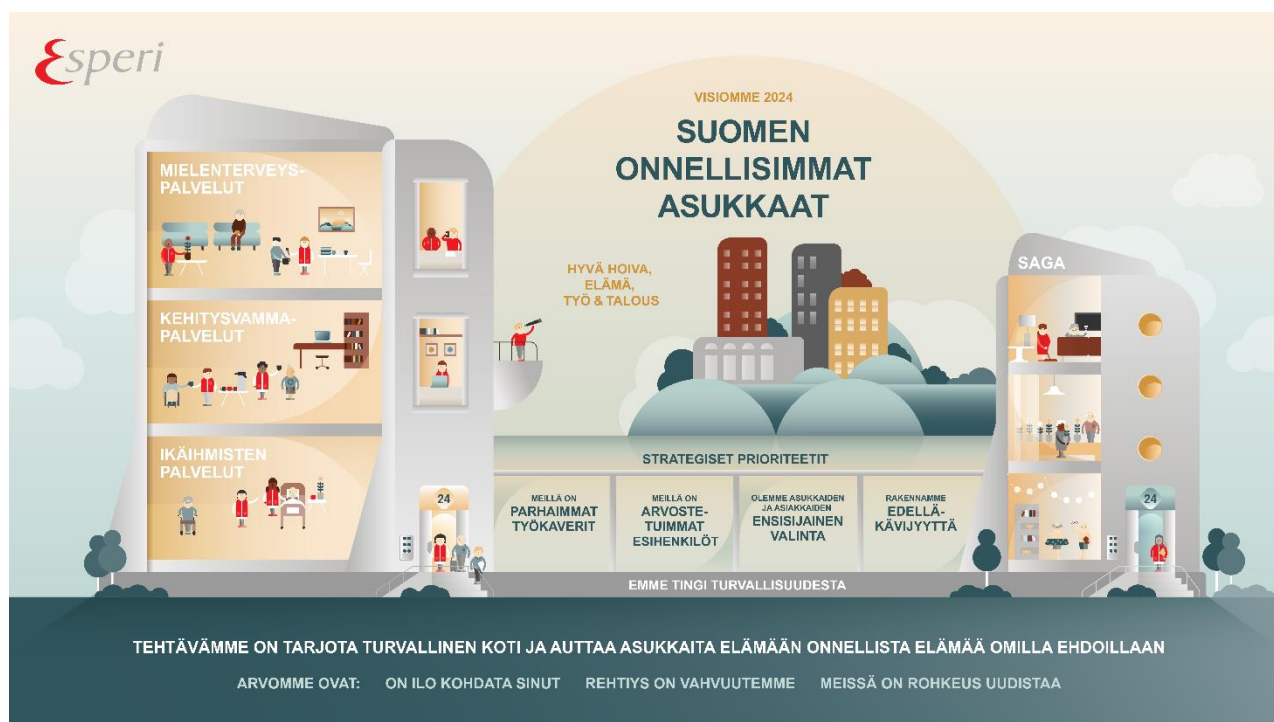 Esperi
VISIOMME 2024
SUOMEN
ONNELLISIMMAT
ASUKKAAT
HYVÄ HOIVA,
ELÄMÄ,
TYÖ & TALOUS
MIELENTERVEYS-
PALVELUT
KEHITYSVAMMA-
PALVELUT
IKÄIHMISTEN
PALVELUT
24
SAGA
24
STRATEGISET PRIORITEETIT
MEILLÄ ON
PARHAIMMAT
TYÖKAVERIT
MEILLÄ ON
ARVOSTE-
TUIMMAT
ESIHENKILÖT
OLEMME ASUKKAIDEN
JA ASIAKKAIDEN
ENSISIJAINEN
VALINTA
RAKENNAMME
EDELLÄ-
KÄVIJYYTTÄ
EMME TINGI TURVALLISUUDESTA
TEHTÄVÄMME ON TARJOTA TURVALLINEN KOTI JA AUTTAA ASUKKAITA ELÄMÄÄN ONNELLISTA ELÄMÄÄ OMILLA EHDOILLAAN
ARVOMME OVAT: ON ILO KOHDATA SINUT REHTIYS ON VAHVUUTEMME MEISSÄ ON ROHKEUS UUDISTAA